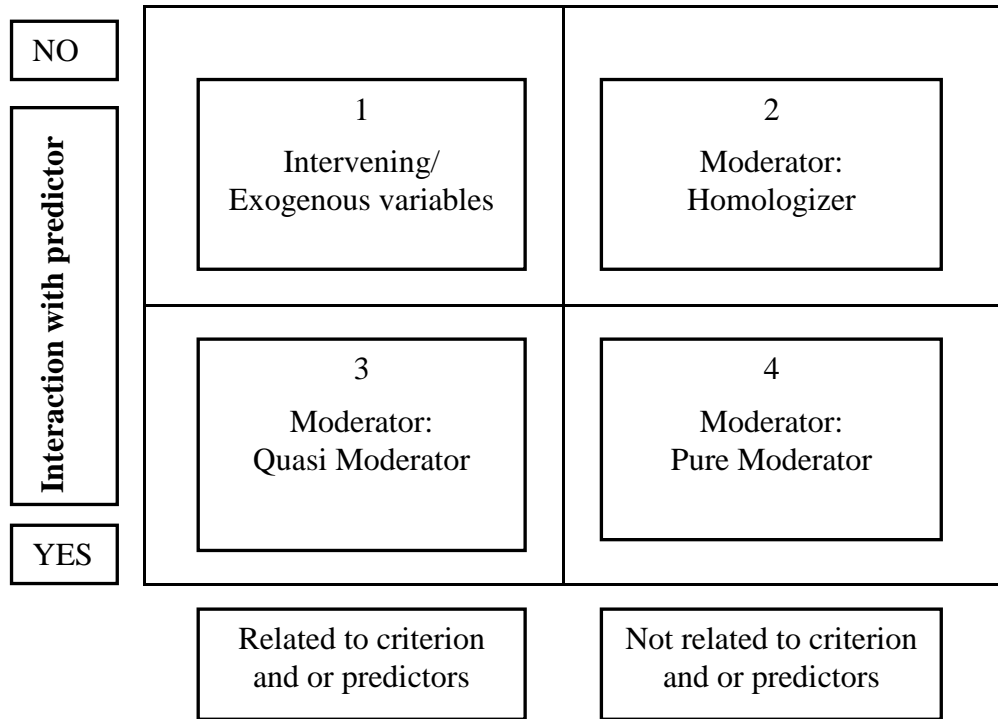 NO
Interaction with predictor
YES
1
Intervening/
Exogenous variables
2
Moderator:
Homologizer
3
Moderator:
Quasi Moderator
4
Moderator:
Pure Moderator
Related to criterion
and or predictors
Not related to criterion
and or predictors